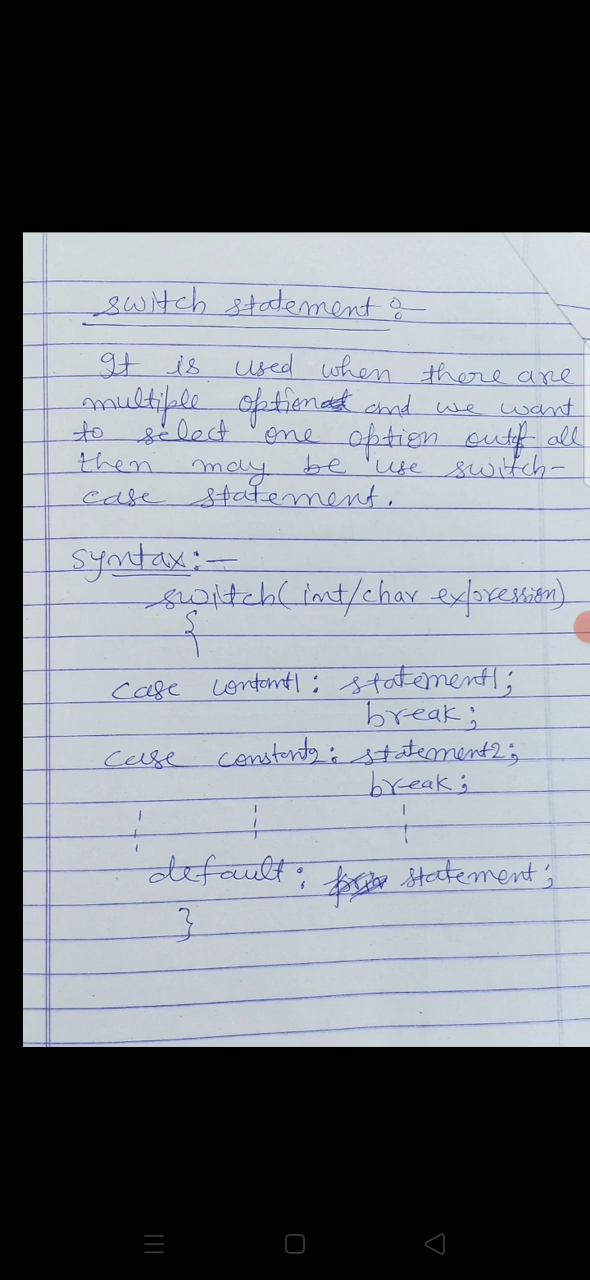 switch statement :-
It is used when there are
multiple option and we want
to select one option out of all
then may be use switch-
case statement.
syntax :-
switch( int/char expression)
{
case contant1 : statement1;
break;
case constant2 : statement2;
break;
default : statement;
}